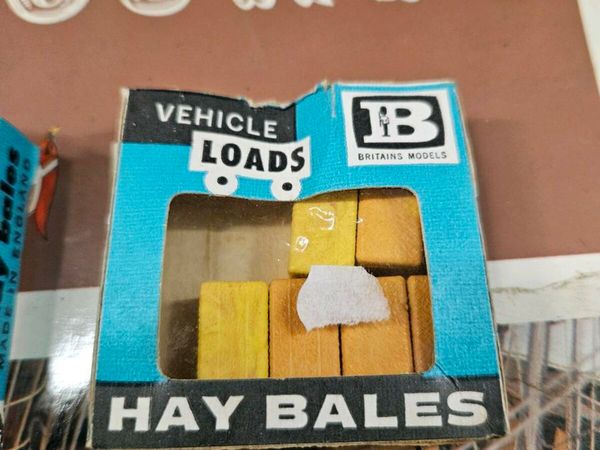 VEHICLE
LOADS
B
BRITAINS MODELS
HAY BALES
y bales
MADE IN ENGLAND